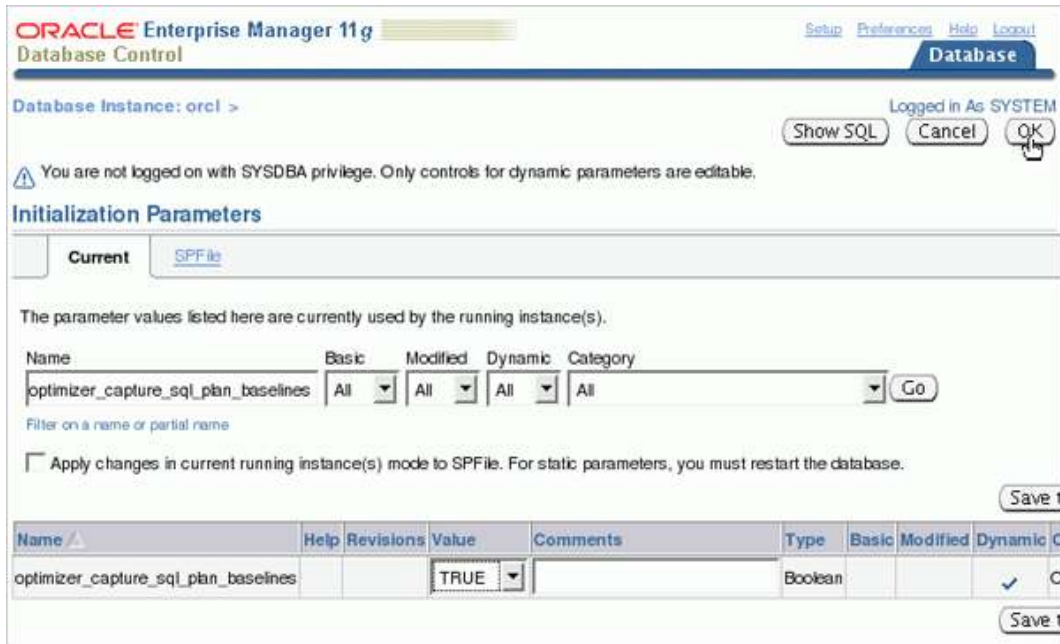 ORACLE Enterprise Manager 11g
Database Control
Setup Preferences Help Logout
Database
Database Instance: orcl >
Logged in As SYSTEM
Show SQL Cancel OK
You are not logged on with SYSDBA privilege. Only controls for dynamic parameters are editable.
Initialization Parameters
Current SPFile
The parameter values listed here are currently used by the running instance(s).
Name Basic Modified Dynamic Category
optimizer_capture_sql_plan_baselines All All All All Go
Filter on a name or partial name
Apply changes in current running instance(s) mode to SPFile. For static parameters, you must restart the database.
Save t
Name Help Revisions Value Comments Type Basic Modified Dynamic C
optimizer_capture_sql_plan_baselines TRUE Boolean
Save t